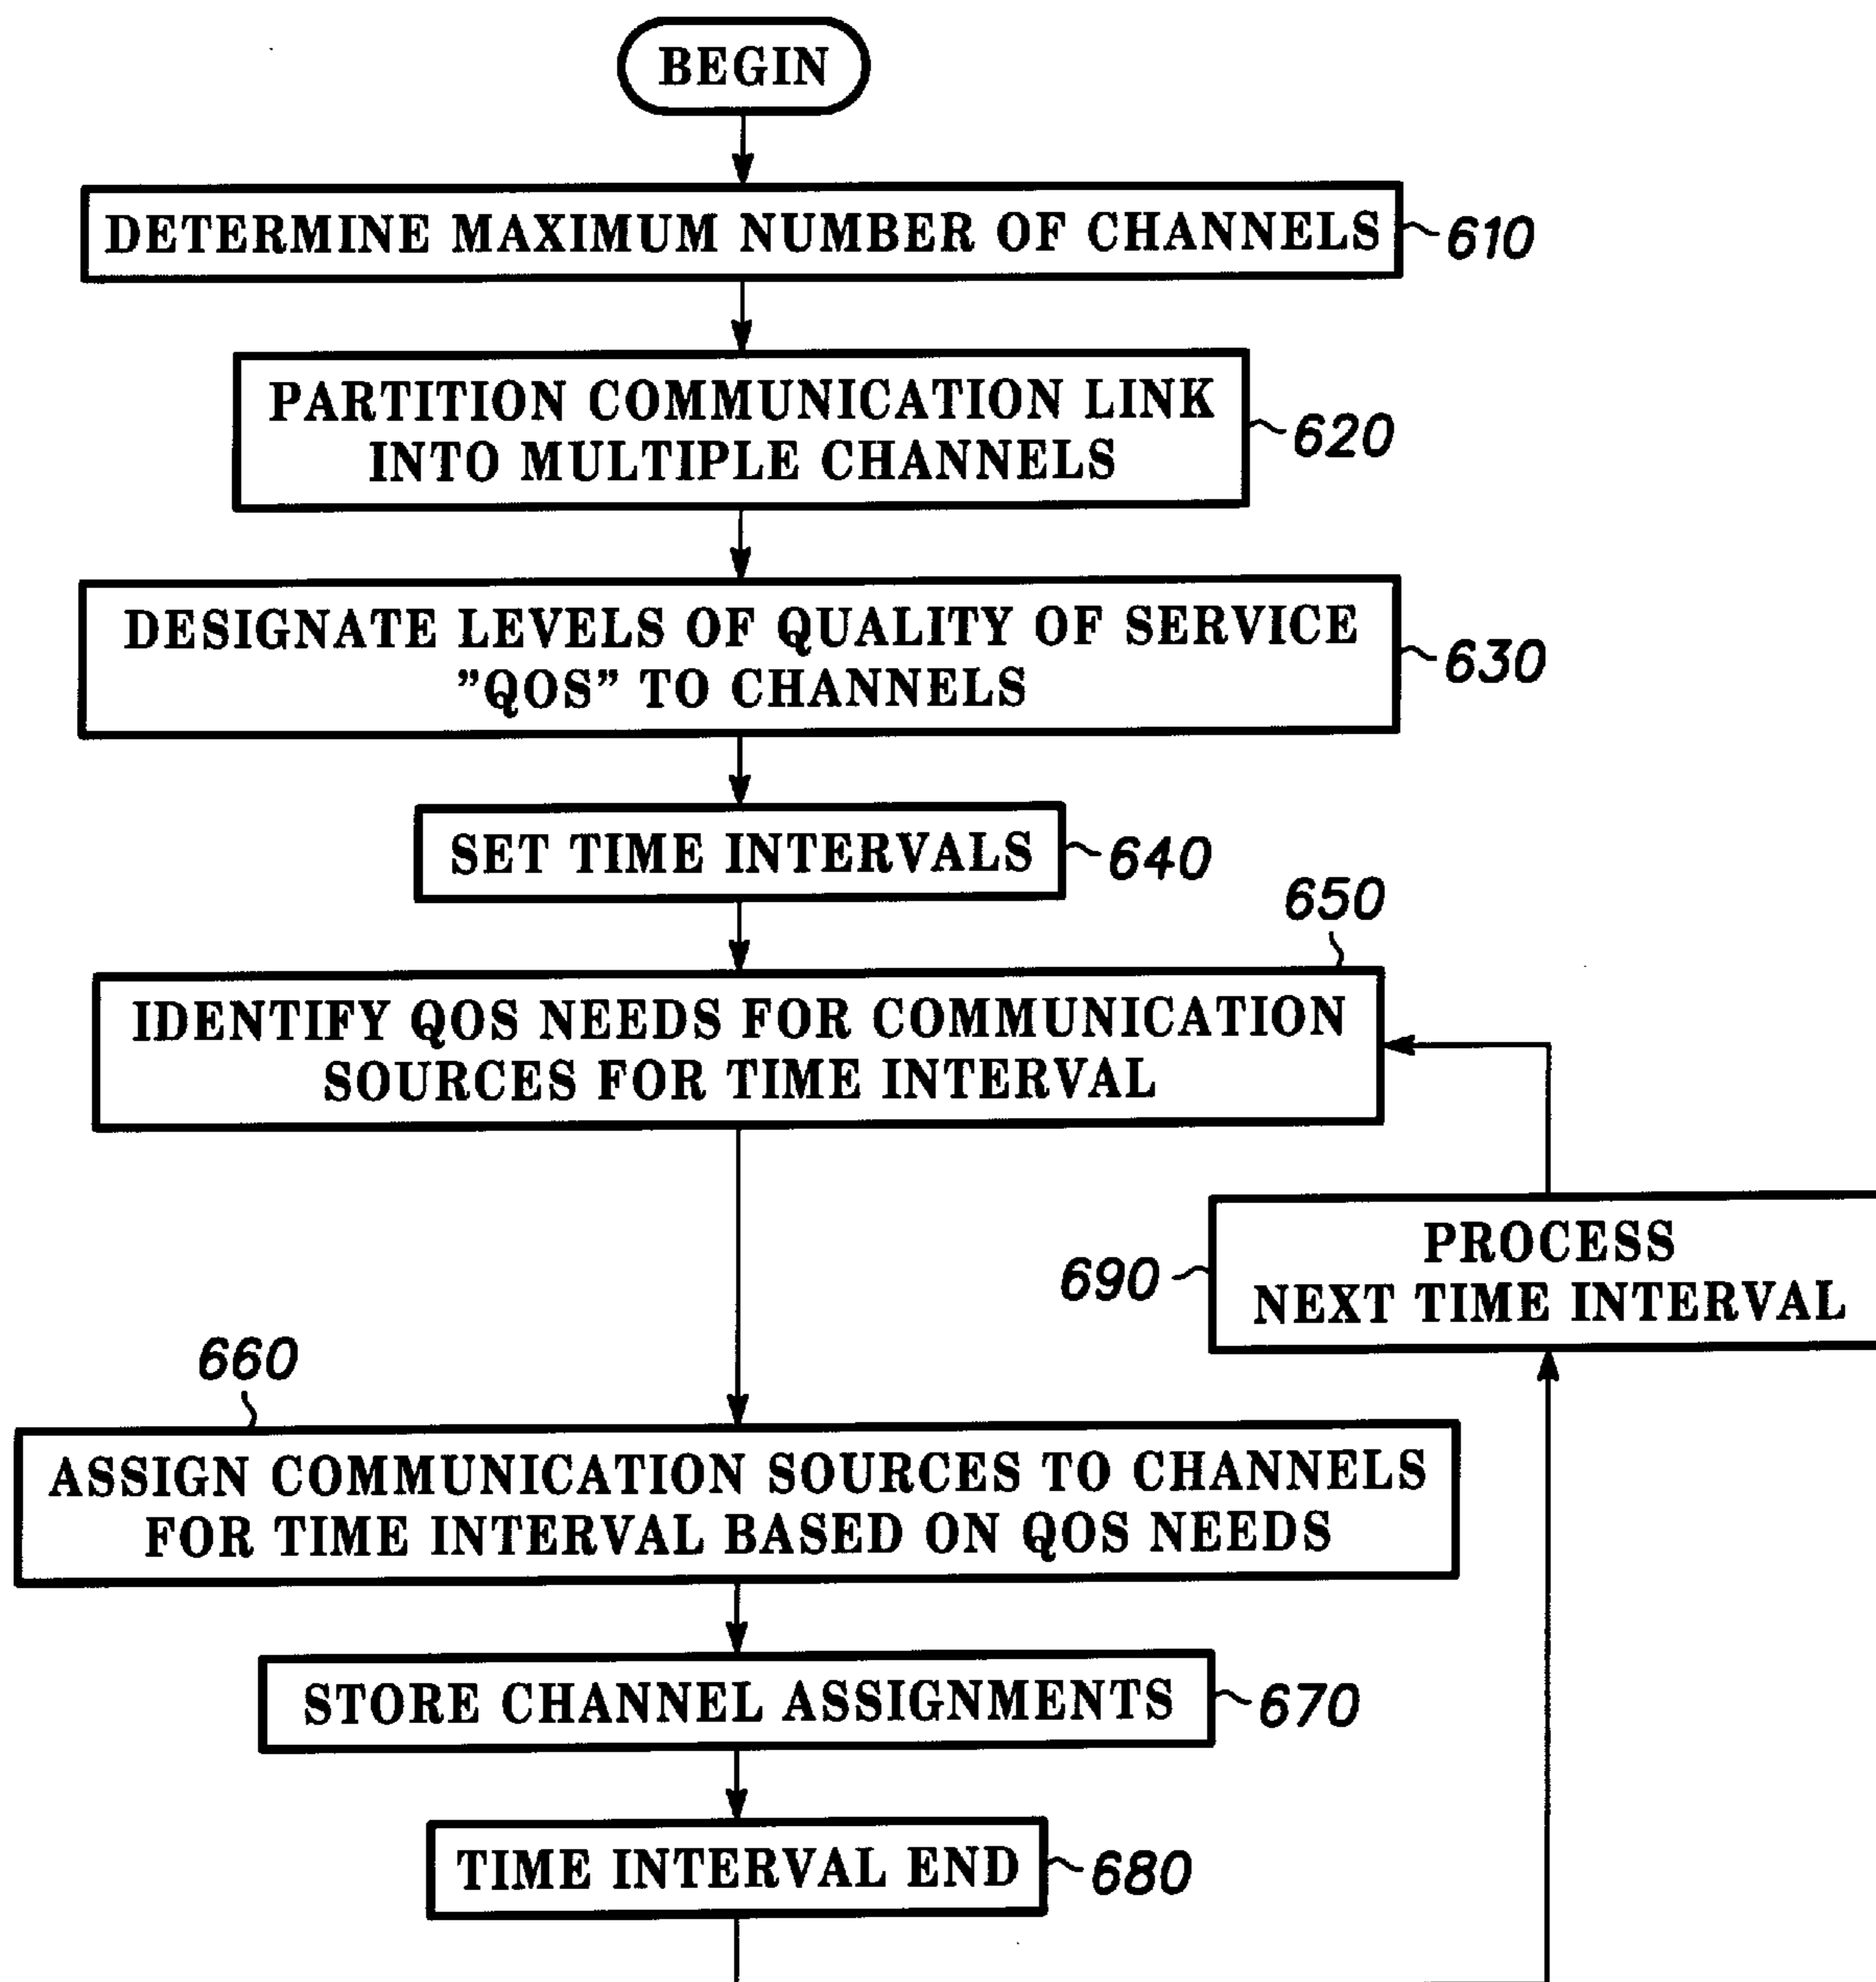 BEGIN
DETERMINE MAXIMUM NUMBER OF CHANNELS
610
PARTITION COMMUNICATION LINK
INTO MULTIPLE CHANNELS
620
DESIGNATE LEVELS OF QUALITY OF SERVICE
"QOS" TO CHANNELS
630
SET TIME INTERVALS
640
650
IDENTIFY QOS NEEDS FOR COMMUNICATION
SOURCES FOR TIME INTERVAL
PROCESS
NEXT TIME INTERVAL
690
660
ASSIGN COMMUNICATION SOURCES TO CHANNELS
FOR TIME INTERVAL BASED ON QOS NEEDS
STORE CHANNEL ASSIGNMENTS
670
TIME INTERVAL END
680